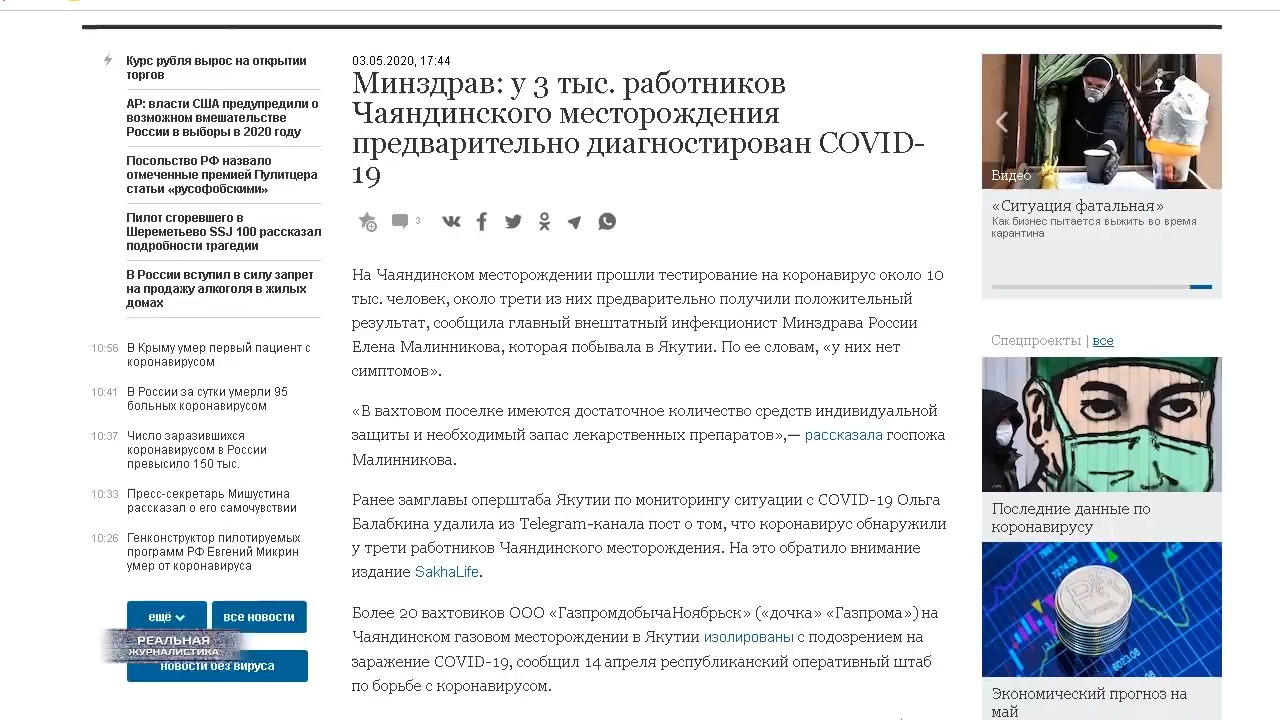 Курс рубля вырос на открытии
торгов
AP: власти США предупредили о
возможном вмешательстве
России в выборы в 2020 году
Посольство РФ назвало
отмеченные премией Пулитцера
статьи «русофобскими»
Пилот сгоревшего в
Шереметьево SSJ 100 рассказал
подробности трагедии
В России вступил в силу запрет
на продажу алкоголя в жилых
домах
10:56 В Крыму умер первый пациент с
коронавирусом
10:41 В России за сутки умерли 95
больных коронавирусом
10:37 Число заразившихся
коронавирусом в России
превысило 150 тыс.
10:33 Пресс-секретарь Мишустина
рассказал о его самочувствии
10:26 Генконструктор пилотируемых
программ РФ Евгений Микрин
умер от коронавируса
ещё все новости
РЕАЛЬНАЯ
ЖУРНАЛИСТИКА
новости без вируса
03.05.2020, 17:44
Минздрав: у 3 тыс. работников
Чаяндинского месторождения
предварительно диагностирован COVID-
19
3
На Чаяндинском месторождении прошли тестирование на коронавирус около 10
тыс. человек, около трети из них предварительно получили положительный
результат, сообщила главный внештатный инфекционист Минздрава России
Елена Малинникова, которая побывала в Якутии. По ее словам, «у них нет
симптомов».
«В вахтовом поселке имеются достаточное количество средств индивидуальной
защиты и необходимый запас лекарственных препаратов»,— рассказала госпожа
Малинникова.
Ранее замглавы оперштаба Якутии по мониторингу ситуации с COVID-19 Ольга
Балабкина удалила из Telegram-канала пост о том, что коронавирус обнаружили
у трети работников Чаяндинского месторождения. На это обратило внимание
издание SakhaLife.
Более 20 вахтовиков ООО «ГазпромдобычаНоябрьск» («дочка» «Газпрома») на
Чаяндинском газовом месторождении в Якутии изолированы с подозрением на
заражение COVID-19, сообщил 14 апреля республиканский оперативный штаб
по борьбе с коронавирусом.
Видео
«Ситуация фатальная»
Как бизнес пытается выжить во время
карантина
Спецпроекты | все
Последние данные по
коронавирусу
Экономический прогноз на
май